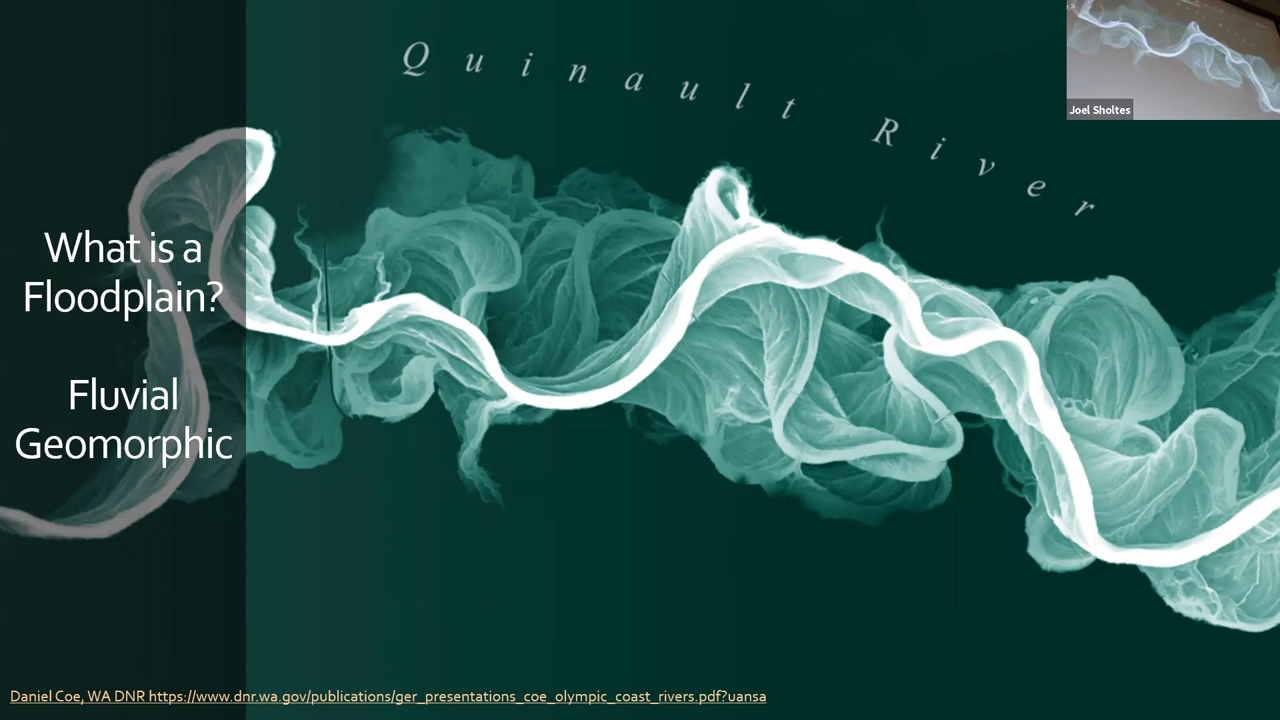 Quinault River
Joel Sholtes
What is a
Floodplain?
Fluvial
Geomorphic
Daniel Coe, WA DNR https://www.dnr.wa.gov/publications/ger_presentations_coe_olympic_coast_rivers.pdf?uansa